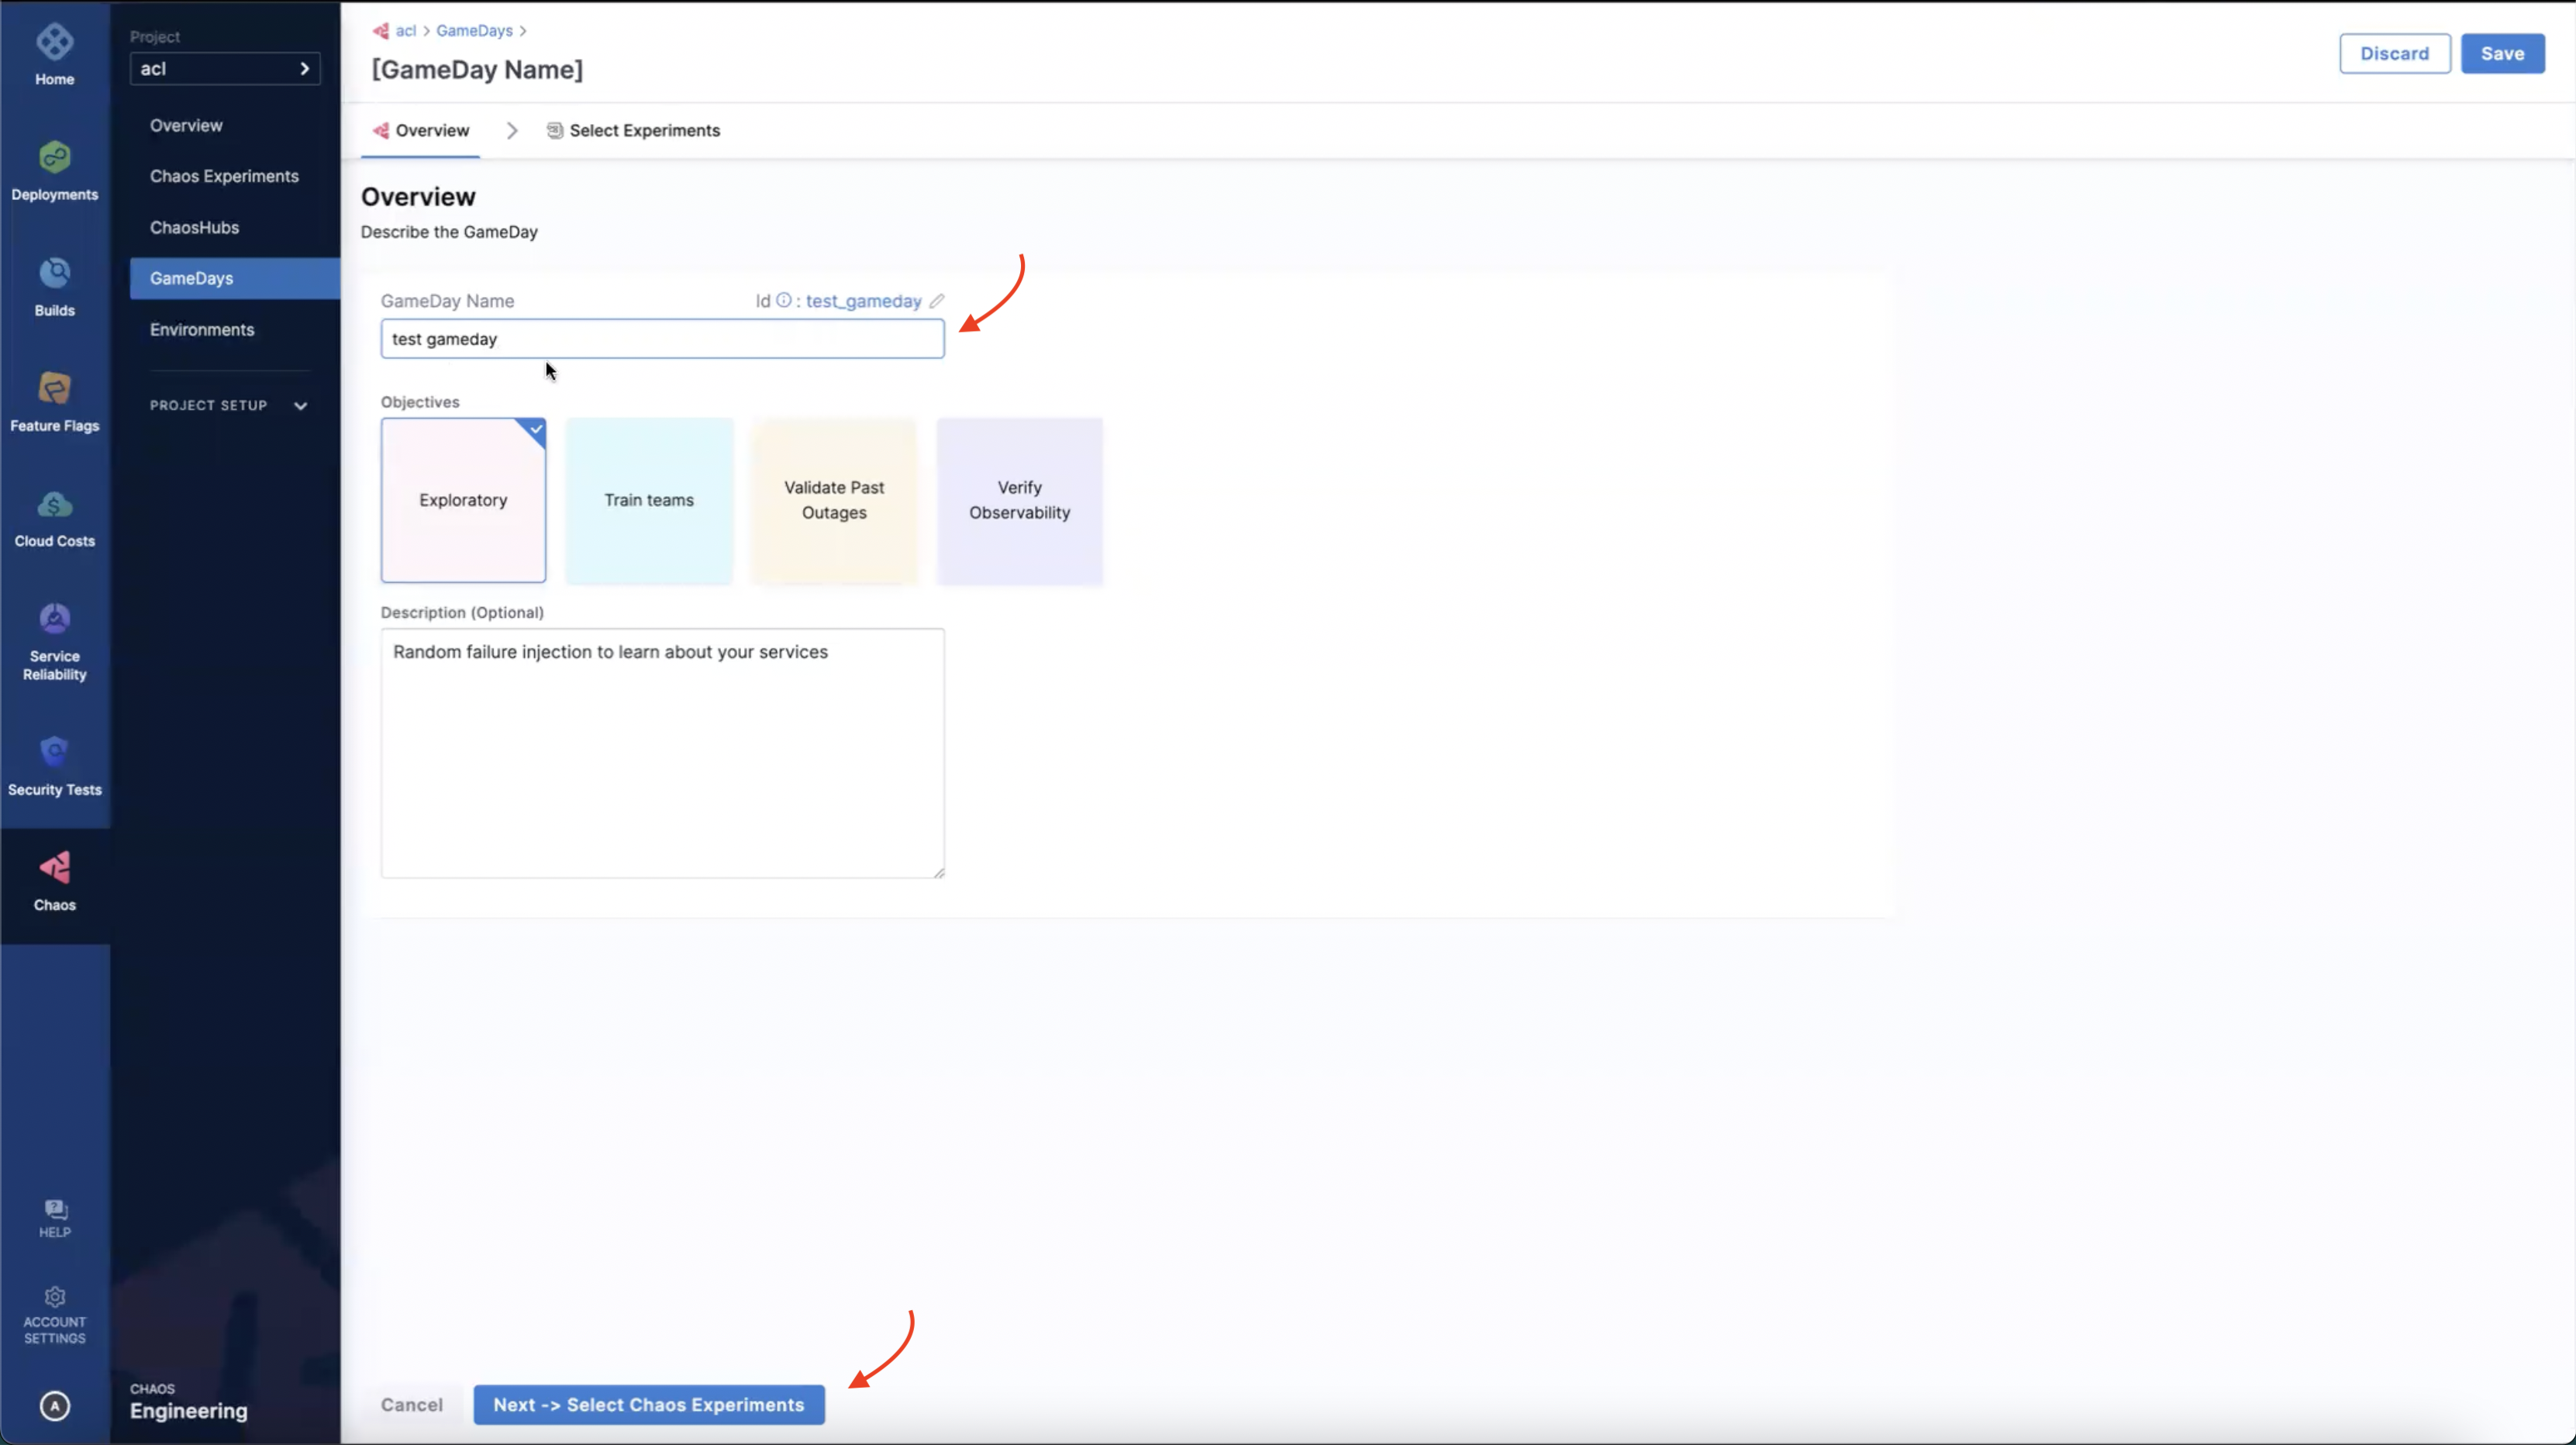 Home
Deployments
Builds
Feature Flags
Cloud Costs
Service
Reliability
Security Tests
Chaos
HELP
ACCOUNT
SETTINGS
A
Project
acl
Overview
Chaos Experiments
ChaosHubs
GameDays
Environments
PROJECT SETUP
CHAOS
Engineering
acl > GameDays >
[GameDay Name]
Discard
Save
Overview
Select Experiments
Overview
Describe the GameDay
GameDay Name
Id : test_gameday
test gameday
Objectives
Exploratory
Train teams
Validate Past
Outages
Verify
Observability
Description (Optional)
Random failure injection to learn about your services
Cancel
Next -> Select Chaos Experiments